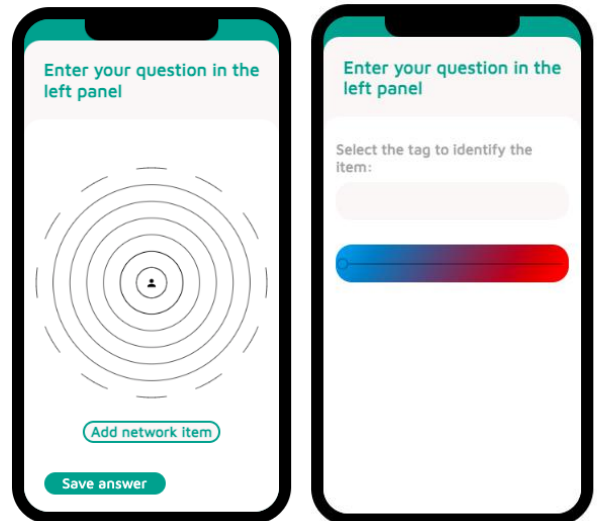 Enter your question in the
left panel
Add network item
Save answer
Enter your question in the
left panel
Select the tag to identify the
item: